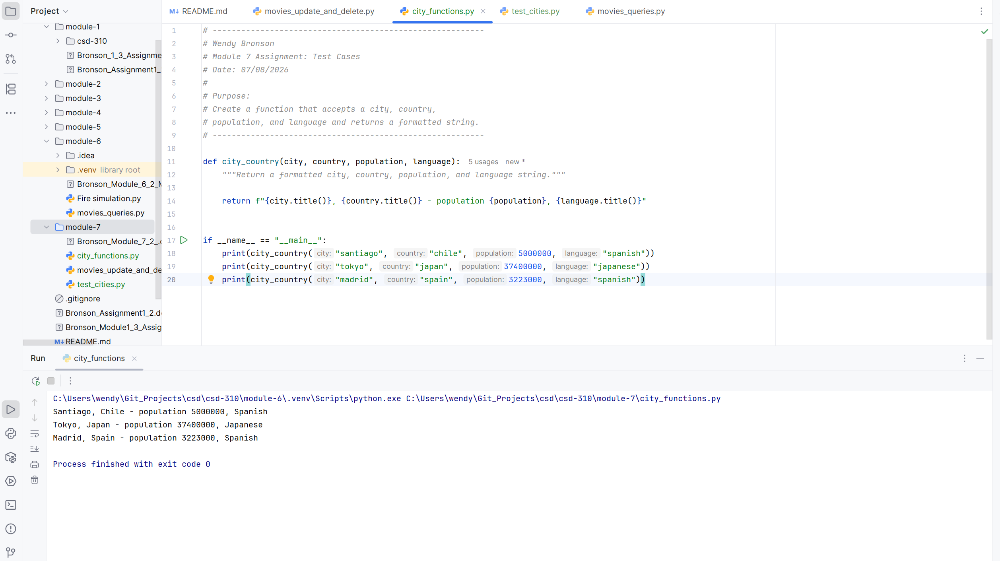 Project
README.md
movies_update_and_delete.py
city_functions.py
test_cities.py
movies_queries.py
module-1
csd-310
Bronson_1_3_Assignme
Bronson_Assignment1_
module-2
module-3
module-4
module-5
module-6
.idea
.venv library root
Bronson_Module_6_2_
Fire simulation.py
movies_queries.py
module-7
Bronson_Module_7_2_.
city_functions.py
movies_update_and_de
test_cities.py
.gitignore
Bronson_Assignment1_2.d
Bronson_Module1_3_Assig
README.md
1 # ---------------------------------------------------------
2 # Wendy Bronson
3 # Module 7 Assignment: Test Cases
4 # Date: 07/08/2026
5 #
6 # Purpose:
7 # Create a function that accepts a city, country,
8 # population, and language and returns a formatted string.
9 # ---------------------------------------------------------
10
11 def city_country(city, country, population, language): 5 usages new *
12 """Return a formatted city, country, population, and language string."""
13
14 return f"{city.title()}, {country.title()} - population {population}, {language.title()}"
15
16
17 if __name__ == "__main__":
18 print(city_country( city: "santiago", country: "chile", population: 5000000, language: "spanish"))
19 print(city_country( city: "tokyo", country: "japan", population: 37400000, language: "japanese"))
20 print(city_country( city: "madrid", country: "spain", population: 3223000, language: "spanish"))
Run city_functions
C:\Users\wendy\Git_Projects\csd\csd-310\module-6\.venv\Scripts\python.exe C:\Users\wendy\Git_Projects\csd\csd-310\module-7\city_functions.py
Santiago, Chile - population 5000000, Spanish
Tokyo, Japan - population 37400000, Japanese
Madrid, Spain - population 3223000, Spanish
Process finished with exit code 0